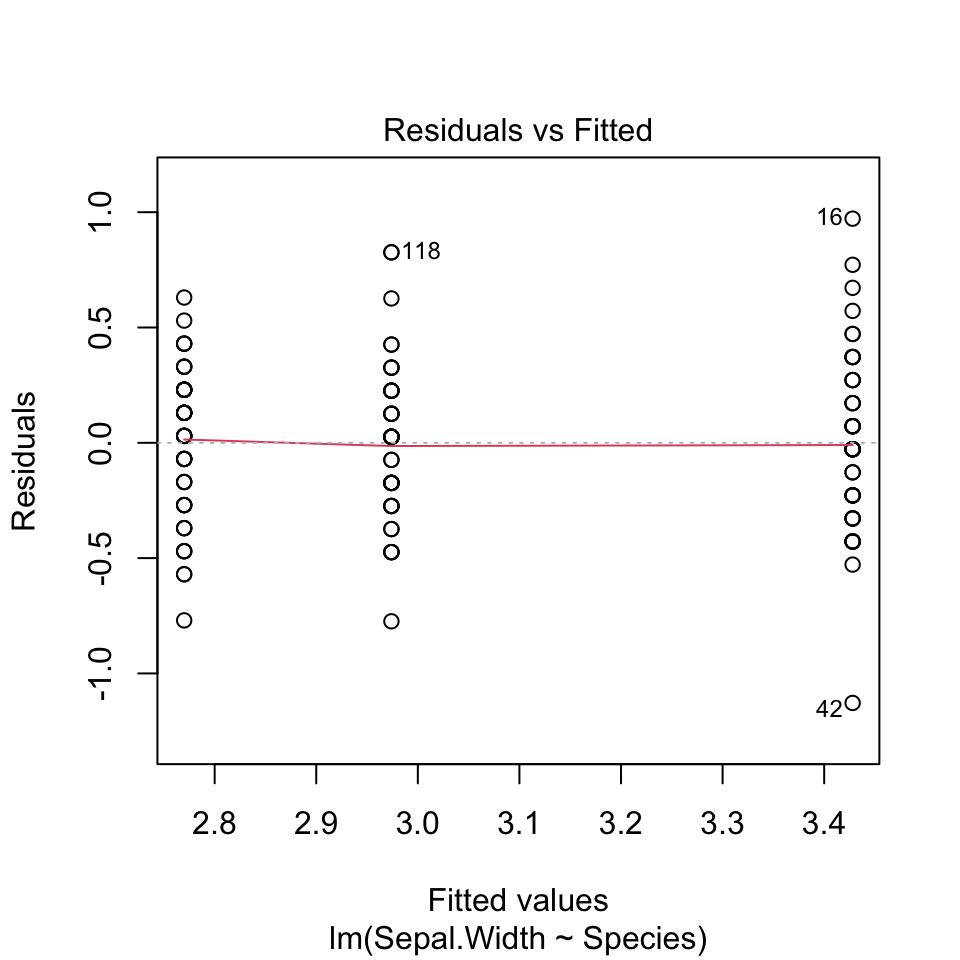 Residuals vs Fitted
1.0
0.5
0.0
-0.5
-1.0
Residuals
16
118
42
2.8 2.9 3.0 3.1 3.2 3.3 3.4
Fitted values
lm(Sepal.Width ~ Species)